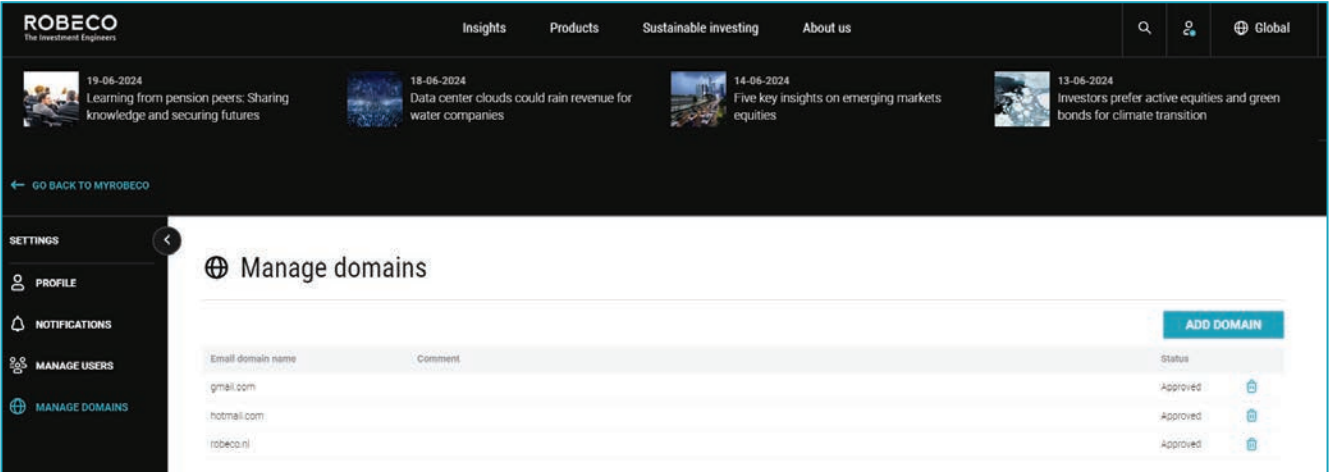 ROBECO
The Investment Engineers
Insights Products Sustainable investing About us
Global
19-06-2024
Learning from pension peers: Sharing
knowledge and securing futures
18-06-2024
Data center clouds could rain revenue for
water companies
14-06-2024
Five key insights on emerging markets
equities
13-06-2024
Investors prefer active equities and green
bonds for climate transition
GO BACK TO MYROBECO
SETTINGS
PROFILE
NOTIFICATIONS
MANAGE USERS
MANAGE DOMAINS
Manage domains
ADD DOMAIN
Email domain name Comment Status
gmail.com Approved
hotmail.com Approved
robeco.nl Approved